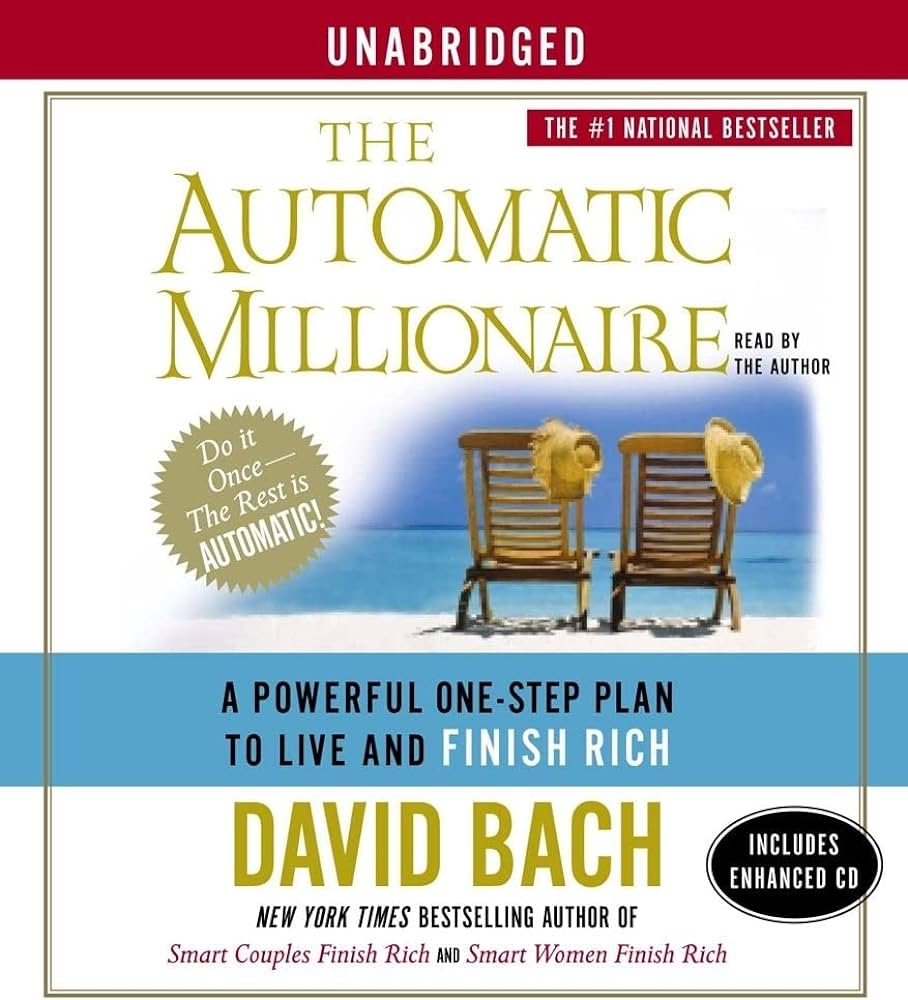 UNABRIDGED
THE #1 NATIONAL BESTSELLER
THE
AUTOMATIC
MILLIONAIRE
READ BY
THE AUTHOR
Do it
Once—
The Rest is
AUTOMATIC!
A POWERFUL ONE-STEP PLAN
TO LIVE AND FINISH RICH
DAVID BACH
INCLUDES
ENHANCED CD
NEW YORK TIMES BESTSELLING AUTHOR OF
Smart Couples Finish Rich AND Smart Women Finish Rich